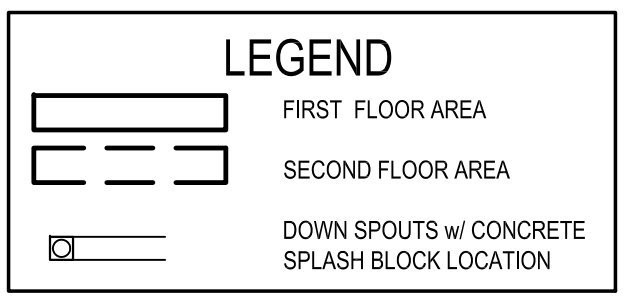 LEGEND
FIRST FLOOR AREA
SECOND FLOOR AREA
DOWN SPOUTS w/ CONCRETE
SPLASH BLOCK LOCATION